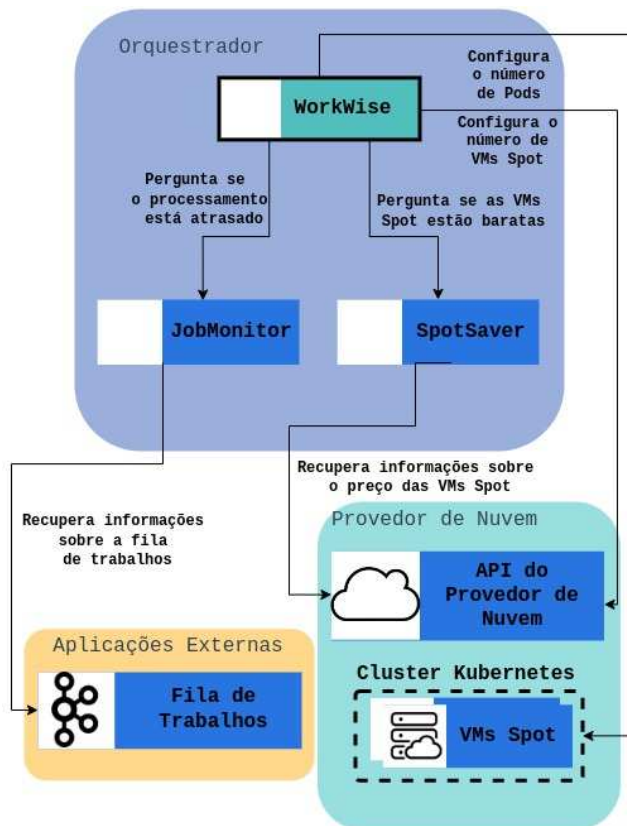 Orquestrador
Configura
o número
de Pods
WorkWise
Configura o
número de
VMs Spot
Pergunta se
o processamento
está atrasado
Pergunta se as VMs
Spot estão baratas
JobMonitor
SpotSaver
Recupera informações sobre
o preço das VMs Spot
Recupera informações
sobre a fila
de trabalhos
Provedor de Nuvem
API do
Provedor de
Nuvem
Aplicações Externas
Fila de
Trabalhos
Cluster Kubernetes
VMs Spot